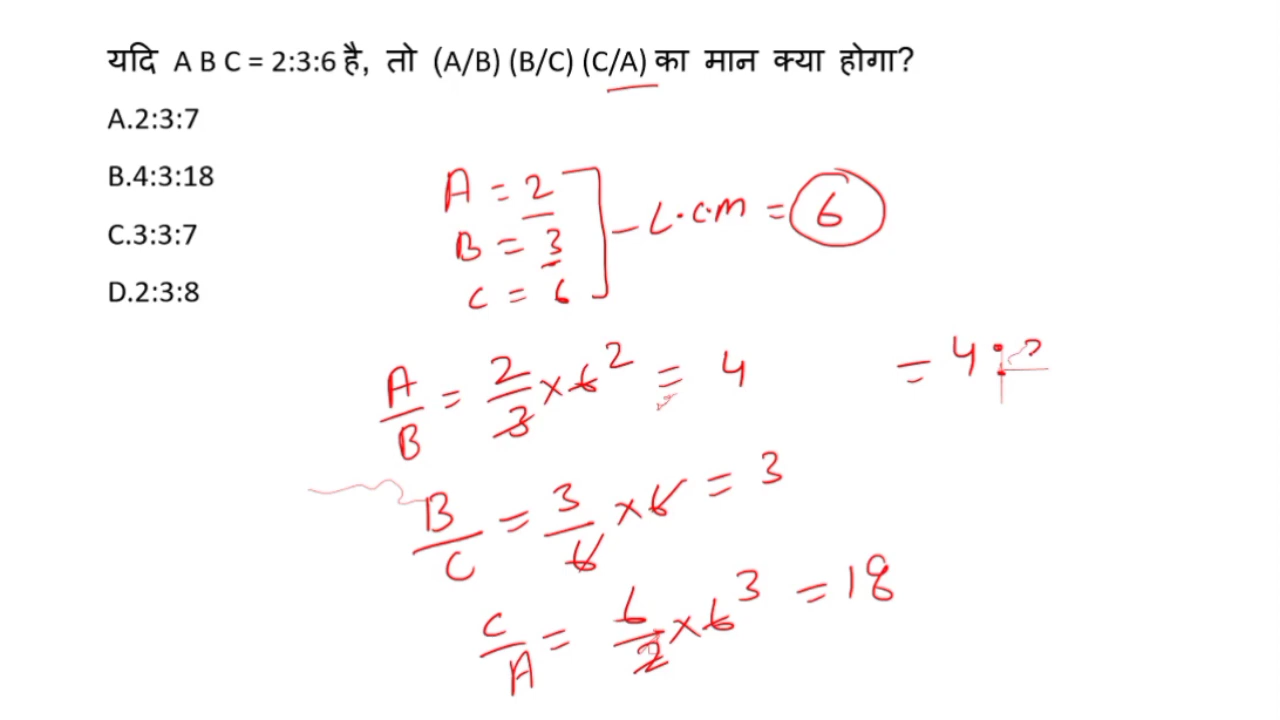 यदि A B C = 2:3:6 है, तो (A/B) (B/C) (C/A) का मान क्या होगा?
A.2:3:7
B.4:3:18
C.3:3:7
D.2:3:8
A = 2
B = 3
C = 6
L.C.M = 6
A/B = 2/3 × 6 2 = 4
= 4 :
B/C = 3/6 × 6 = 3
C/A = 6/2 × 6 3 = 18